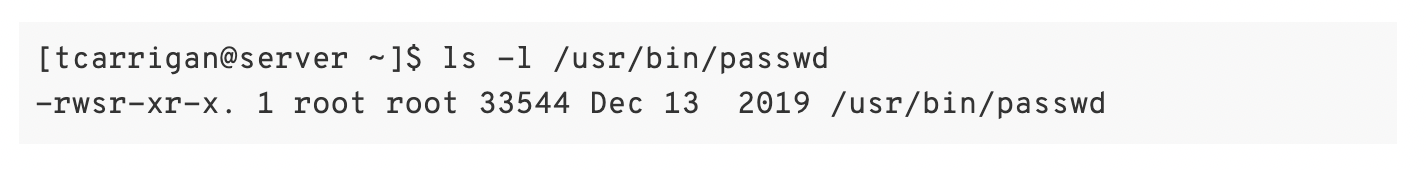 [tcarrigan@server ~]$ ls -l /usr/bin/passwd
-rwsr-xr-x. 1 root root 33544 Dec 13  2019 /usr/bin/passwd